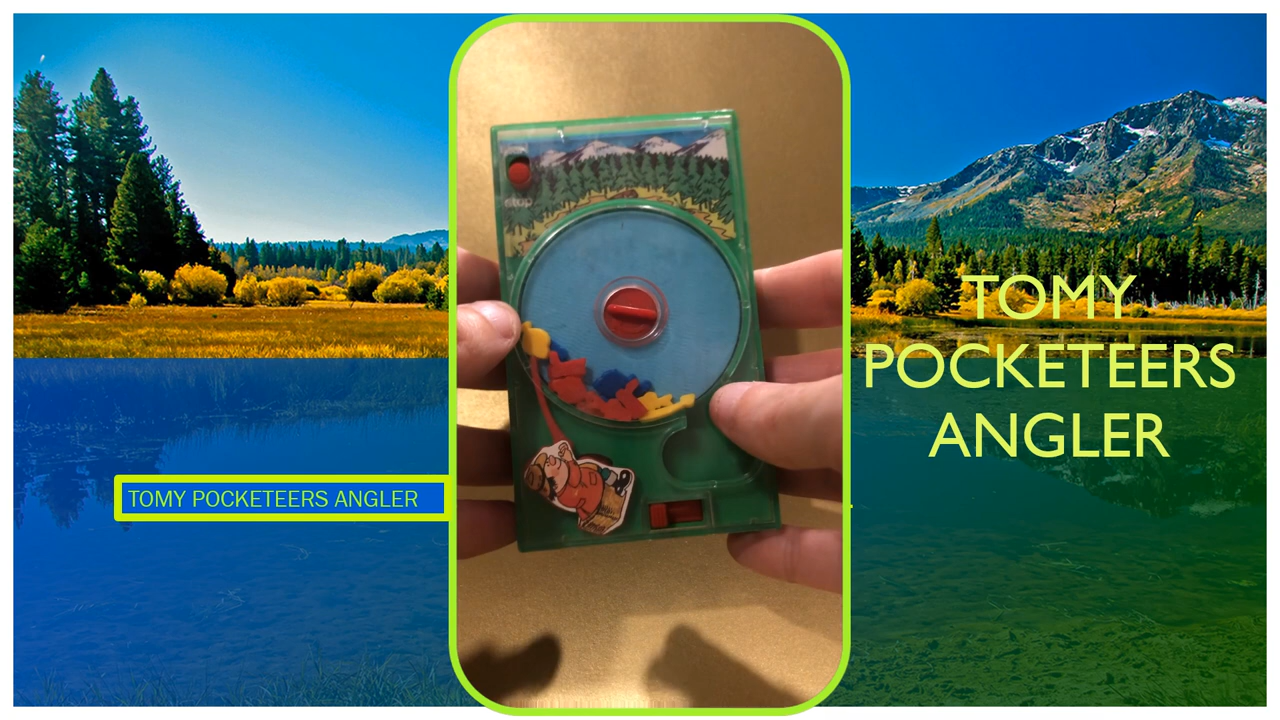 stop
TOMY
POCKETEERS
ANGLER
TOMY POCKETEERS ANGLER